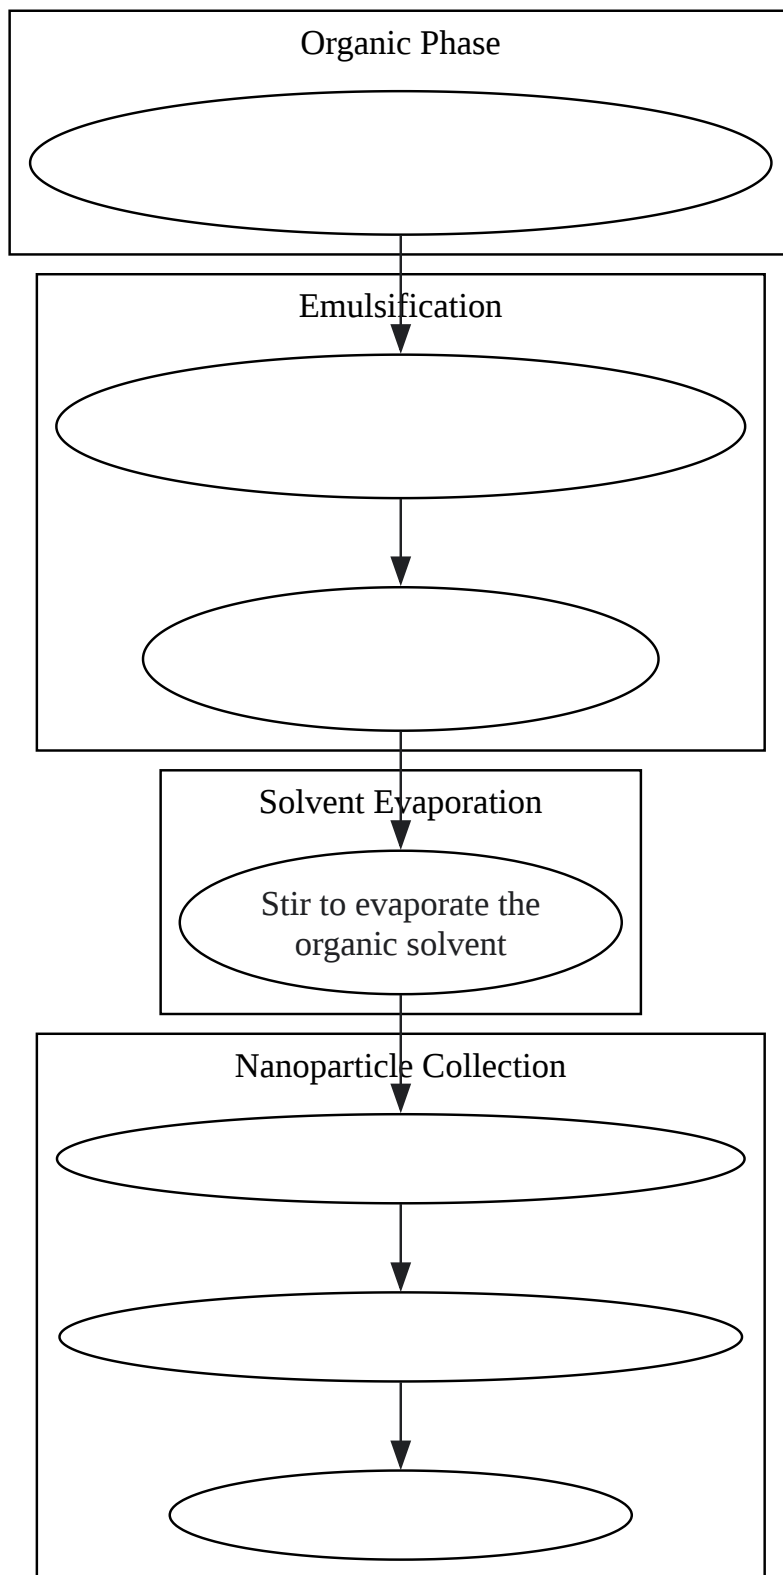 Organic Phase
Emulsification
Solvent Evaporation
Stir to evaporate the
organic solvent
Nanoparticle Collection